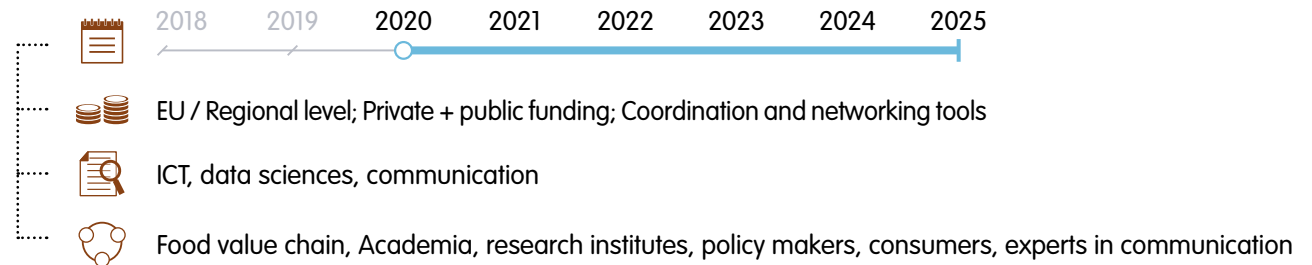 2018 2019 2020 2021 2022 2023 2024 2025
EU / Regional level; Private + public funding; Coordination and networking tools
ICT, data sciences, communication
Food value chain, Academia, research institutes, policy makers, consumers, experts in communication